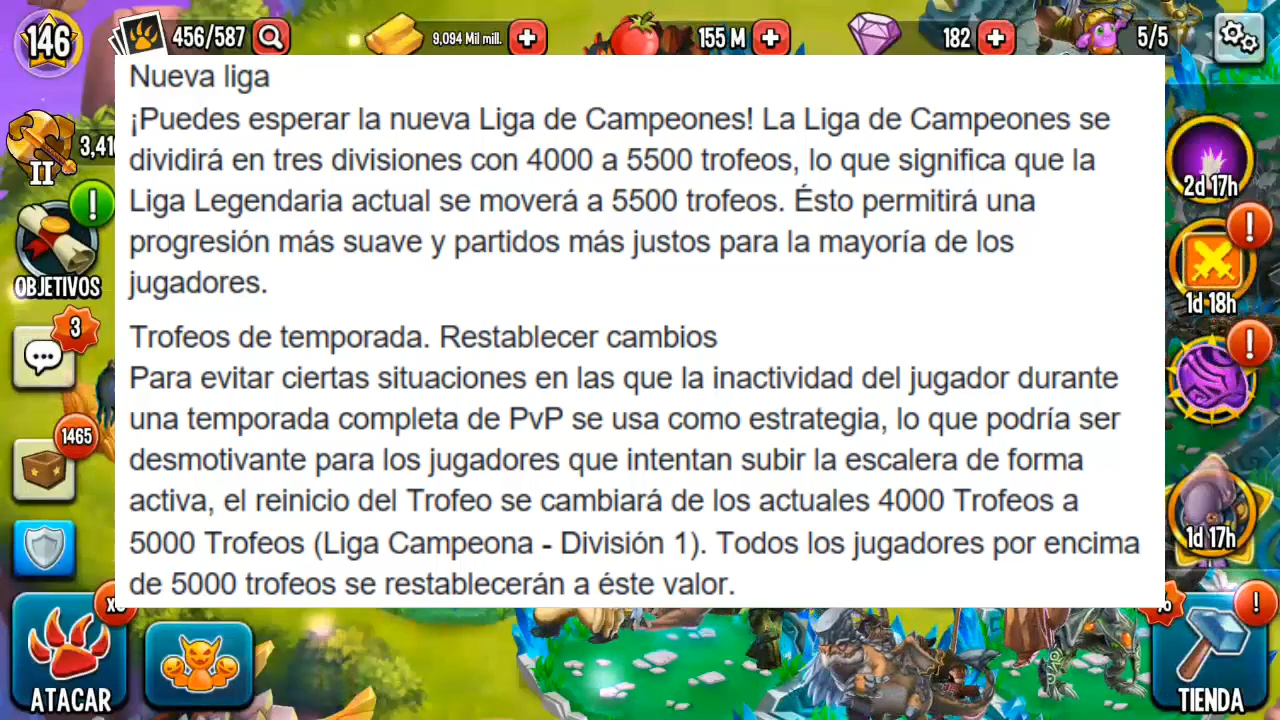 146
456/587
9,094 Mil mill.
155 M
182
5/5
Nueva liga
¡Puedes esperar la nueva Liga de Campeones! La Liga de Campeones se
dividirá en tres divisiones con 4000 a 5500 trofeos, lo que significa que la
Liga Legendaria actual se moverá a 5500 trofeos. Ésto permitirá una
progresión más suave y partidos más justos para la mayoría de los
jugadores.
Trofeos de temporada. Restablecer cambios
Para evitar ciertas situaciones en las que la inactividad del jugador durante
una temporada completa de PvP se usa como estrategia, lo que podría ser
desmotivante para los jugadores que intentan subir la escalera de forma
activa, el reinicio del Trofeo se cambiará de los actuales 4000 Trofeos a
5000 Trofeos (Liga Campeona - División 1). Todos los jugadores por encima
de 5000 trofeos se restablecerán a éste valor.
3,41
II
!
OBJETIVOS
3
1465
ATACAR
2d 17h
!
1d 18h
!
1d 17h
%
!
TIENDA